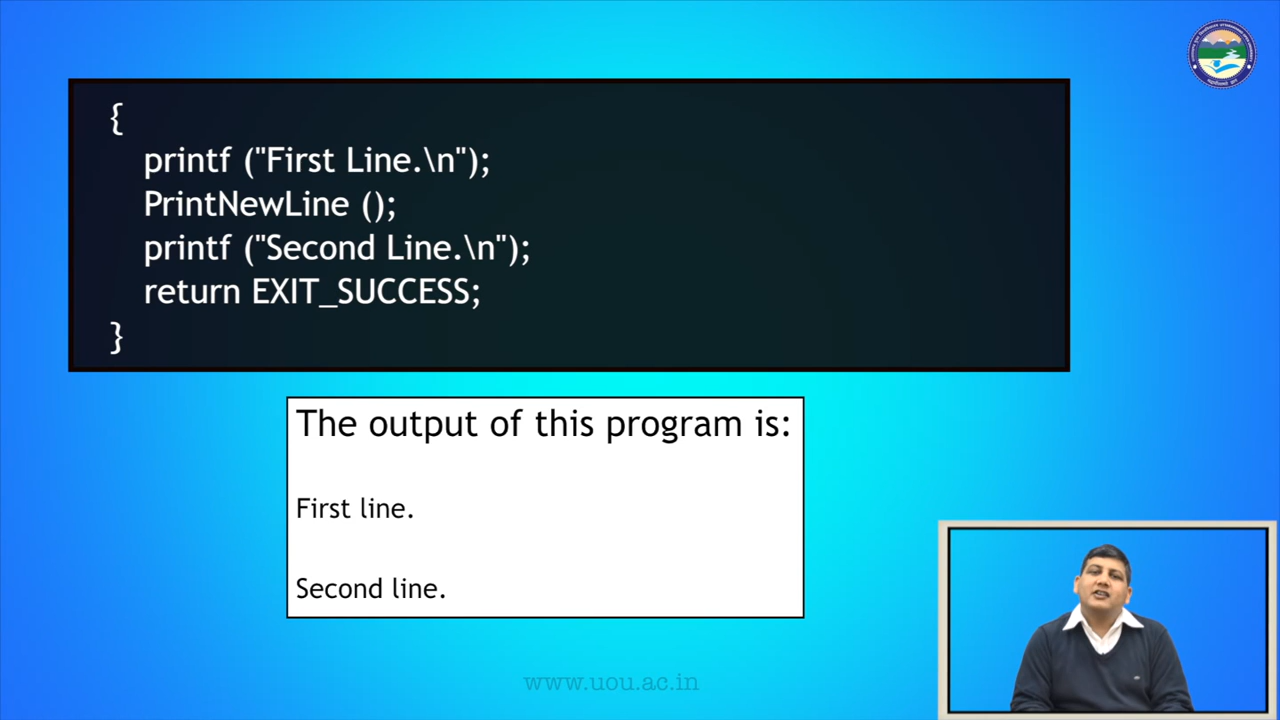 {
printf ("First Line.\n");
PrintNewLine ();
printf ("Second Line.\n");
return EXIT_SUCCESS;
}
The output of this program is:
First line.
Second line.
www.uou.ac.in